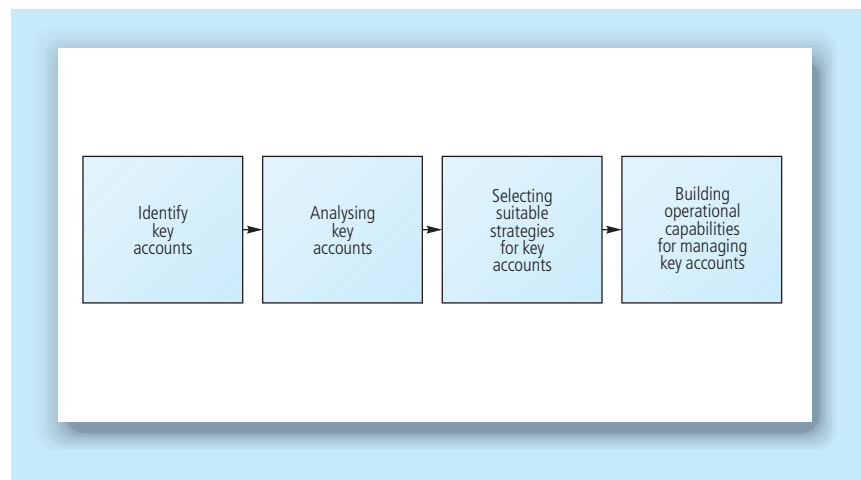 Identify
key
accounts
Analysing
key
accounts
Selecting
suitable
strategies
for key
accounts
Building
operational
capabilities
for managing
key accounts